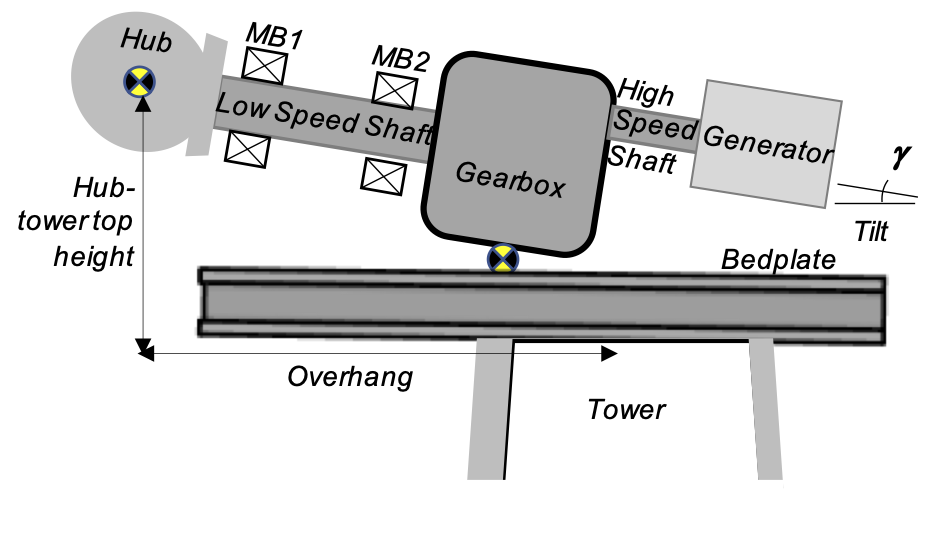 Hub
MB1
MB2
Low Speed Shaft
High
Speed
Shaft
Generator
Gearbox
γ
Tilt
Hub-
tower top
height
Bedplate
Overhang
Tower